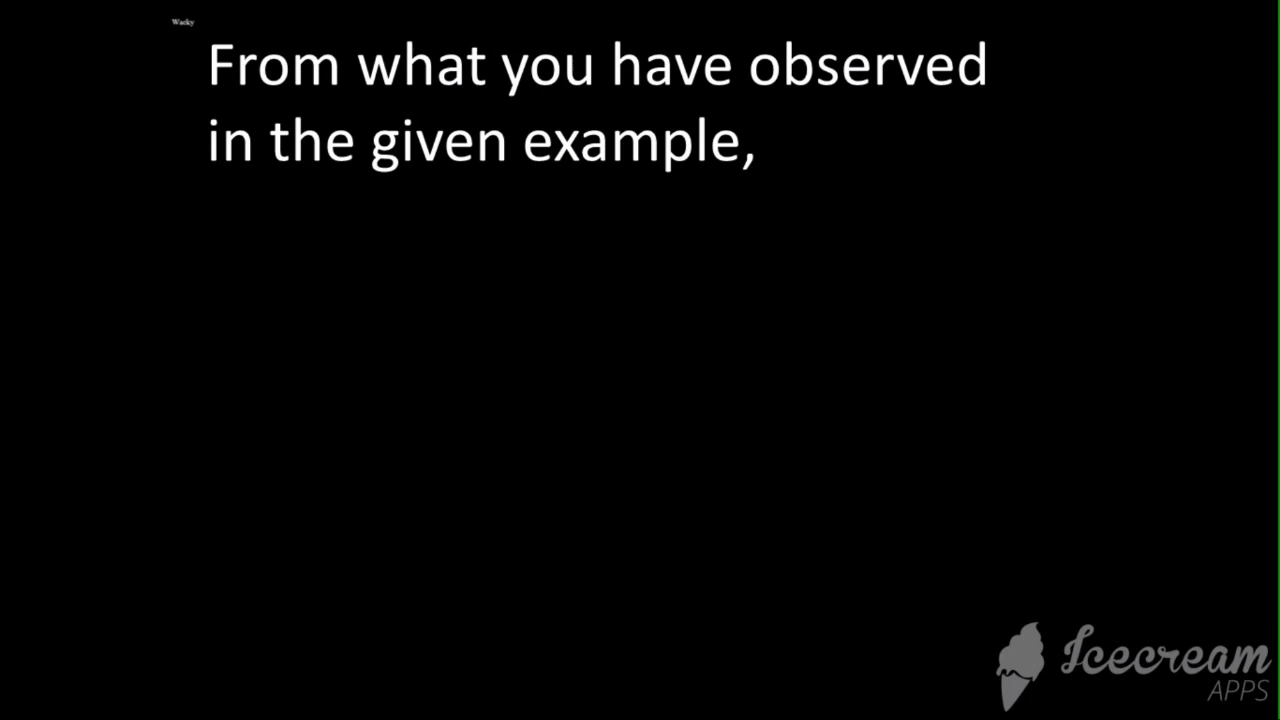 Wacky
From what you have observed
in the given example,
Icecream
APPS